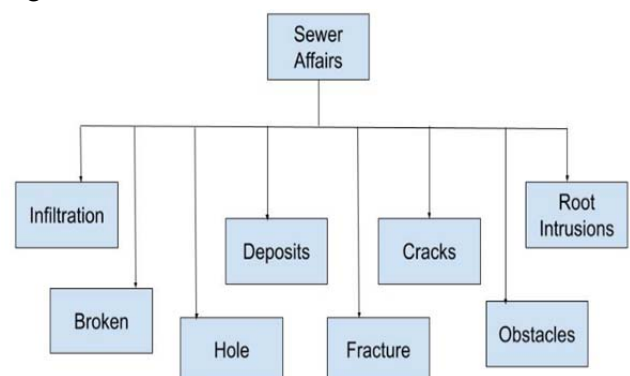 Sewer
Affairs
Infiltration
Broken
Hole
Deposits
Fracture
Cracks
Obstacles
Root
Intrusions